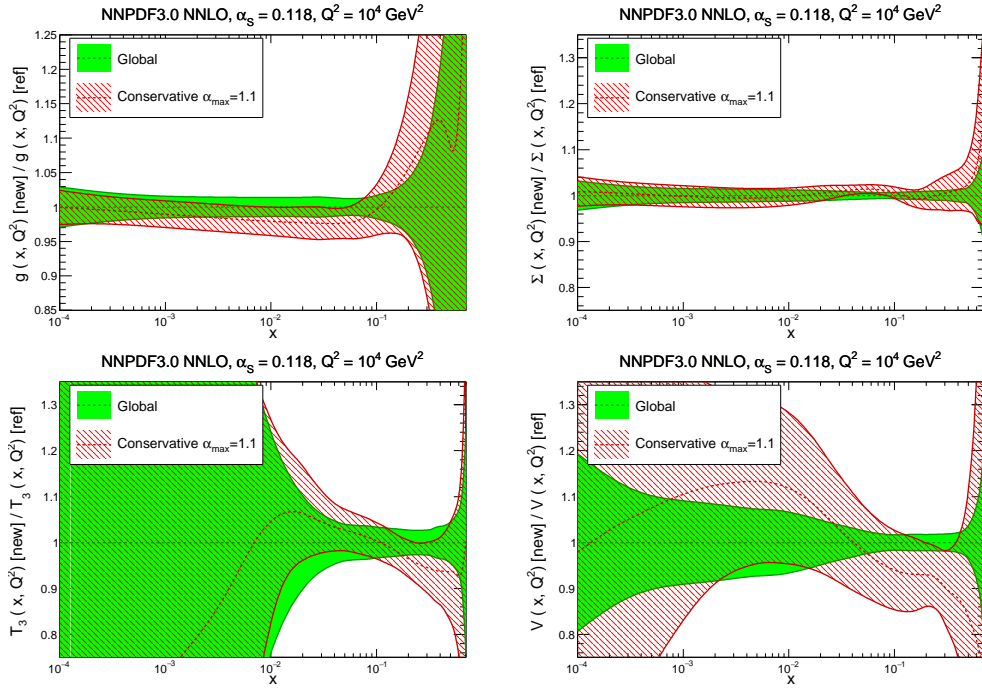 NNPDF3.0 NNLO, αS = 0.118, Q² = 10⁴ GeV²
g ( x, Q²) [new] / g ( x, Q²) [ref]
1.25
1.2
1.15
1.1
1.05
1
0.95
0.9
0.85
Global
Conservative αmax=1.1
10⁻⁴
10⁻³
10⁻²
10⁻¹
x
NNPDF3.0 NNLO, αS = 0.118, Q² = 10⁴ GeV²
Σ ( x, Q²) [new] / Σ ( x, Q²) [ref]
1.3
1.2
1.1
1
0.9
0.8
Global
Conservative αmax=1.1
10⁻⁴
10⁻³
10⁻²
10⁻¹
x
NNPDF3.0 NNLO, αS = 0.118, Q² = 10⁴ GeV²
T₃ ( x, Q²) [new] / T₃ ( x, Q²) [ref]
1.3
1.2
1.1
1
0.9
0.8
Global
Conservative αmax=1.1
10⁻⁴
10⁻³
10⁻²
10⁻¹
x
NNPDF3.0 NNLO, αS = 0.118, Q² = 10⁴ GeV²
V ( x, Q²) [new] / V ( x, Q²) [ref]
1.3
1.2
1.1
1
0.9
0.8
Global
Conservative αmax=1.1
10⁻⁴
10⁻³
10⁻²
10⁻¹
x